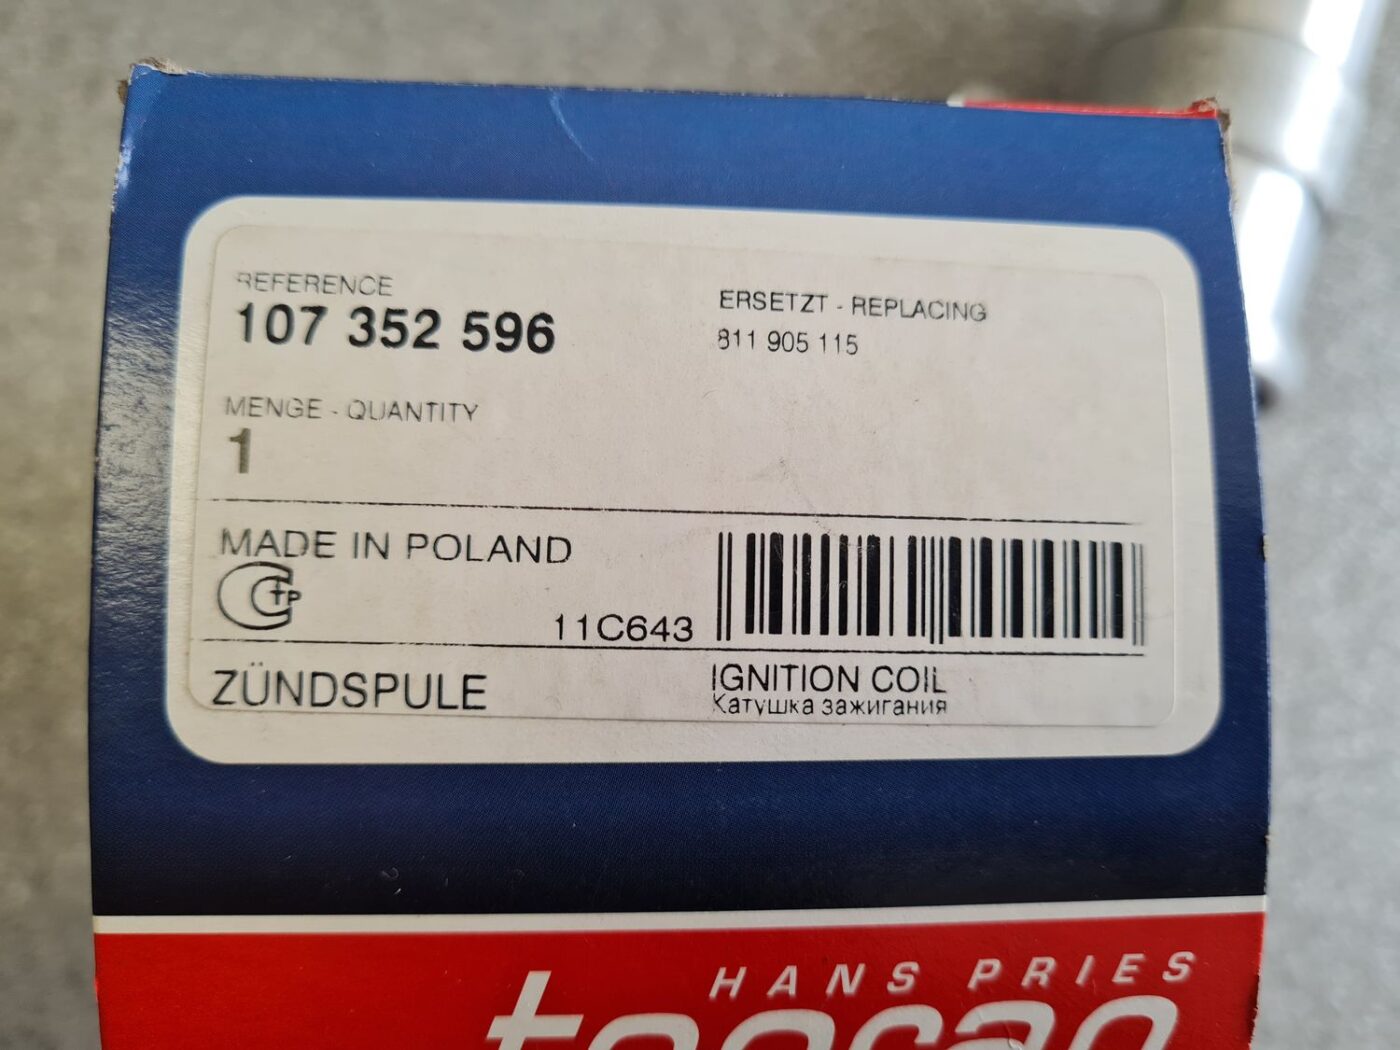 REFERENCE
107 352 596
ERSETZT - REPLACING
811 905 115
MENGE - QUANTITY
1
MADE IN POLAND
11C643
ZÜNDSPULE
IGNITION COIL
Катушка зажигания
HANS PRIES